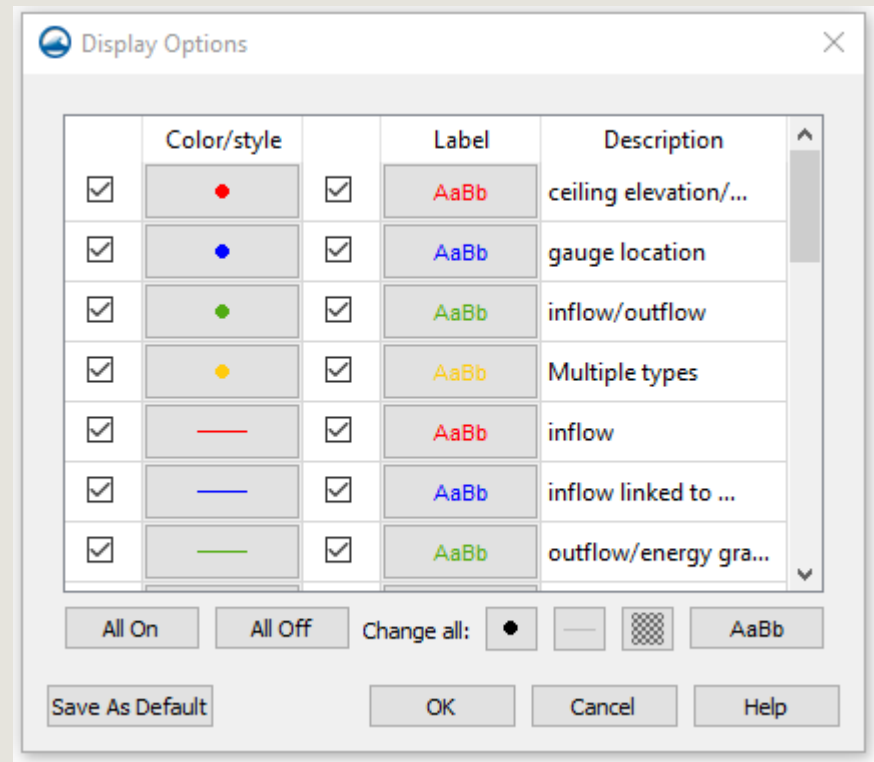 Display Options
Color/style Label Description
AaBb ceiling elevation/...
AaBb gauge location
AaBb inflow/outflow
AaBb Multiple types
AaBb inflow
AaBb inflow linked to ...
AaBb outflow/energy gra...
All On All Off Change all: AaBb
Save As Default OK Cancel Help